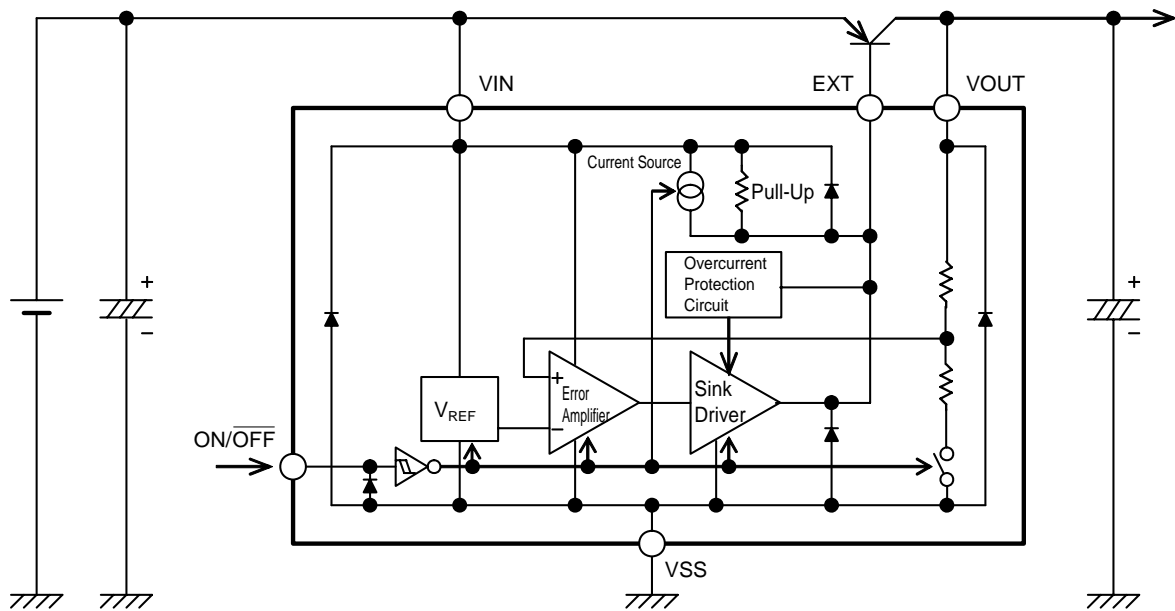 VIN
EXT
VOUT
Current Source
Pull-Up
Overcurrent
Protection
Circuit
+
−
+
−
+
−
Error
Amplifier
Sink
Driver
VREF
ON/OFF
VSS